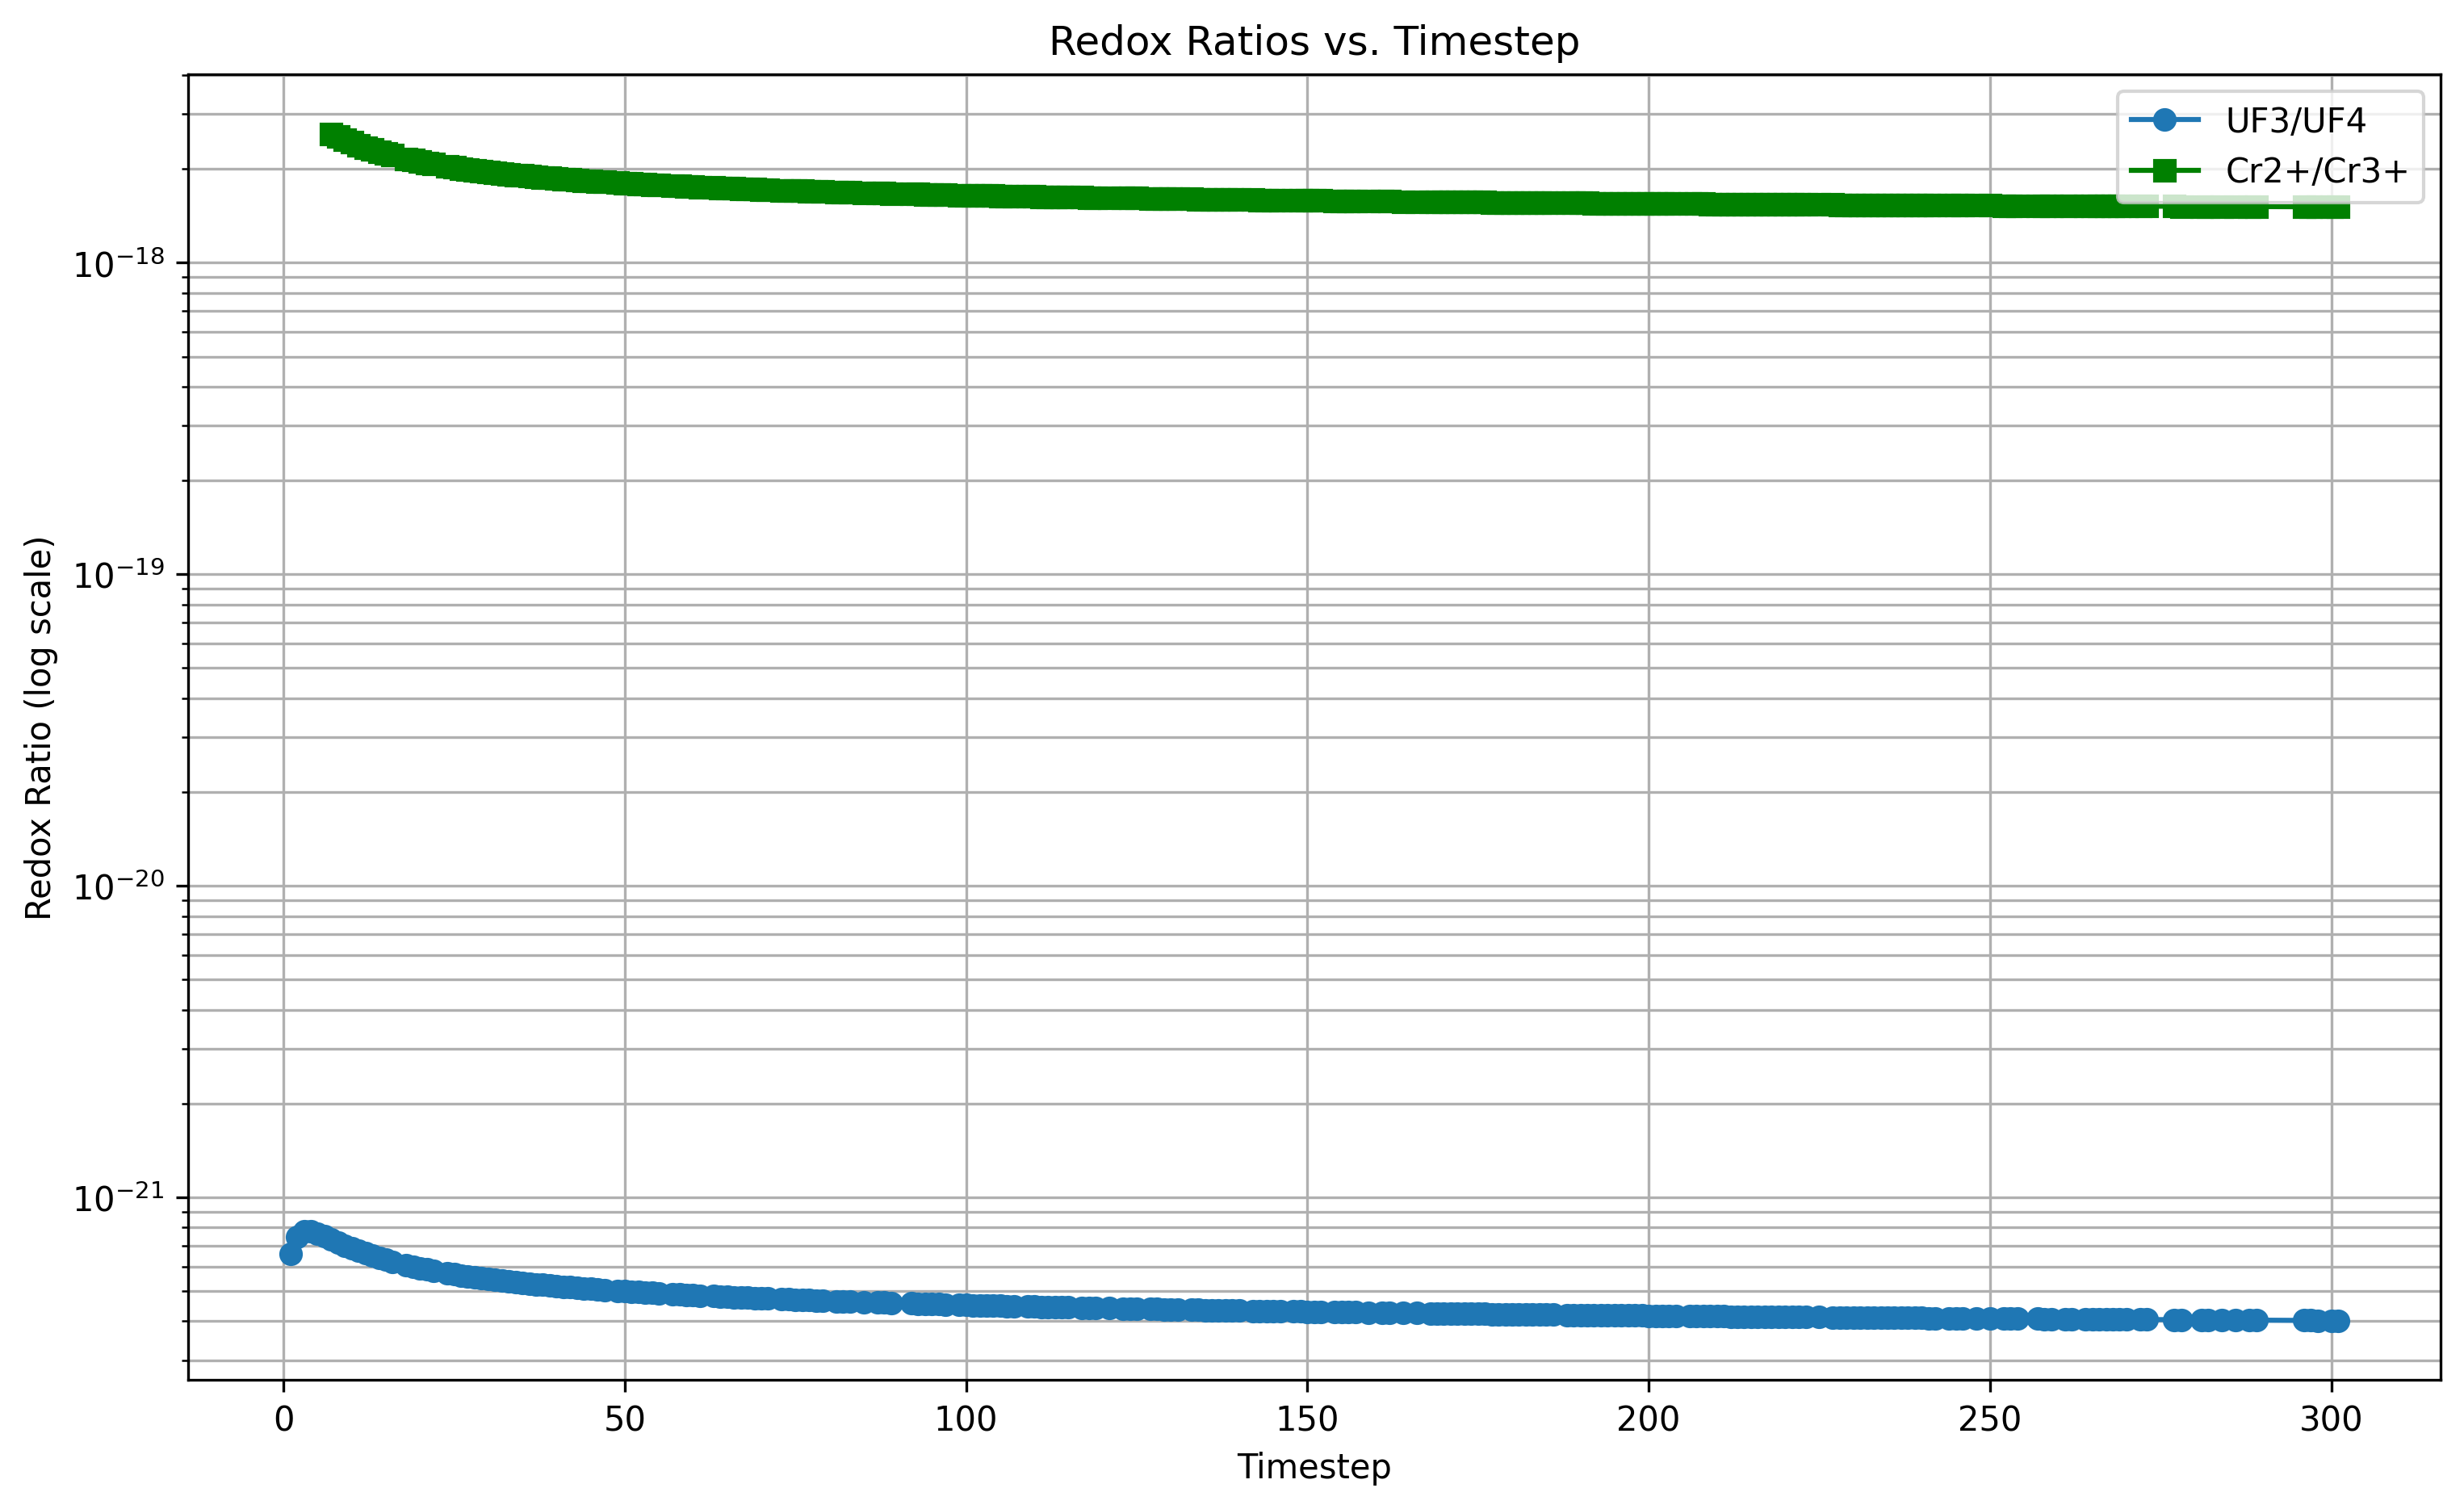 Redox Ratios vs. Timestep
UF3/UF4
Cr2+/Cr3+
Redox Ratio (log scale)
10⁻¹⁸
10⁻¹⁹
10⁻²⁰
10⁻²¹
0 50 100 150 200 250 300
Timestep